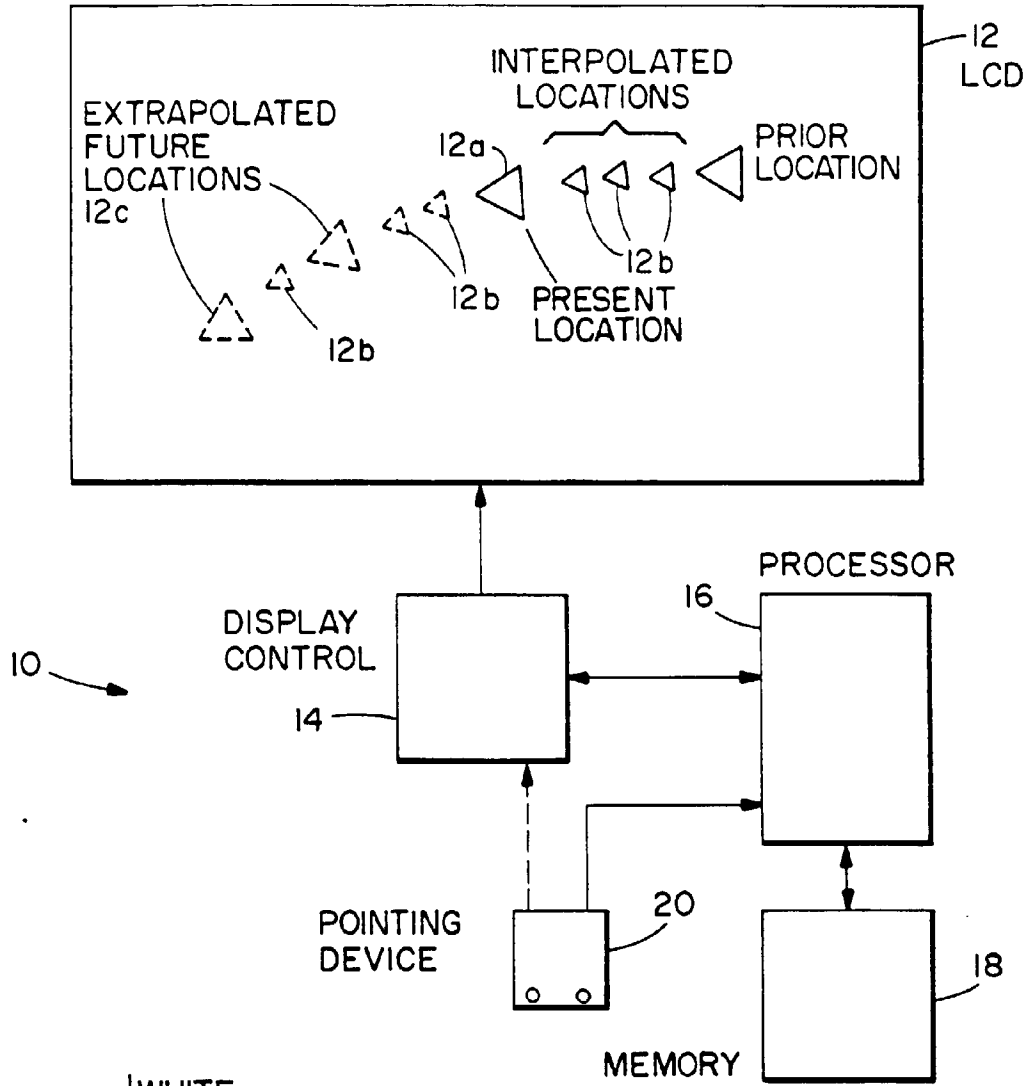 12
LCD
INTERPOLATED
LOCATIONS
EXTRAPOLATED
FUTURE
LOCATIONS
12c
12a
PRIOR
LOCATION
12b
12b
12b
PRESENT
LOCATION
PROCESSOR
16
DISPLAY
CONTROL
14
10
POINTING
DEVICE
20
18
MEMORY
WHITE